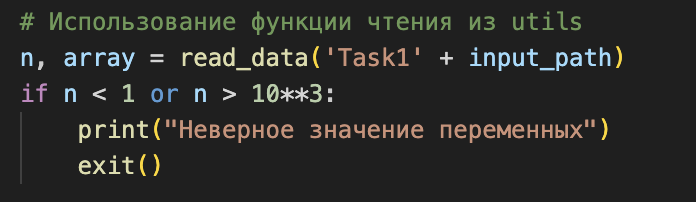 # Использование функции чтения из utils
n, array = read_data('Task1' + input_path)
if n < 1 or n > 10**3:
    print("Неверное значение переменных")
    exit()